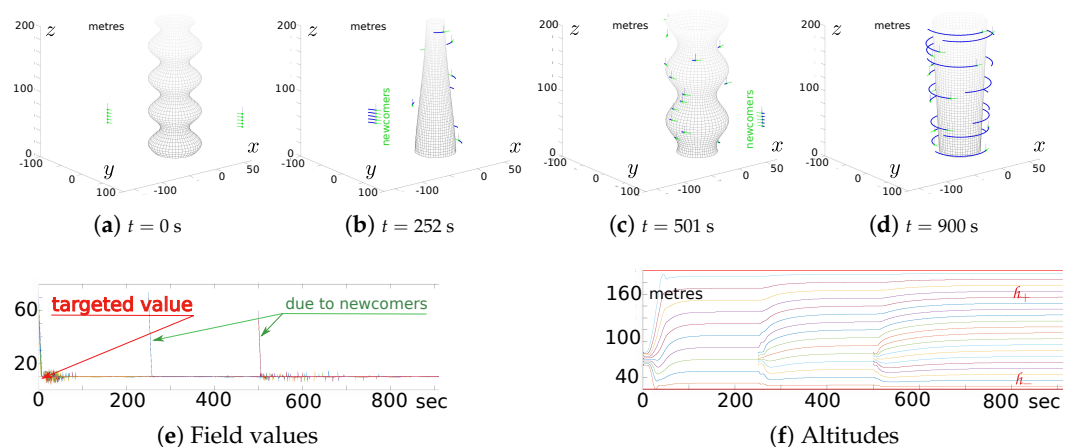 200 z metres
100
0
-100
0
100
-100
50
y
x
200 z metres
100
0
-100
0
100
-100
0
50
y
x
newcomers
200 z metres
100
0
-100
0
100
-100
0
50
y
x
newcomers
200 z metres
100
0
-100
0
100
-100
0
50
y
x
(a) t = 0 s
(b) t = 252 s
(c) t = 501 s
(d) t = 900 s
60
20
targeted value
due to newcomers
0 200 400 600 800 sec
(e) Field values
160
100
40
metres
h₊
h₋
0 200 400 600 800 sec
(f) Altitudes